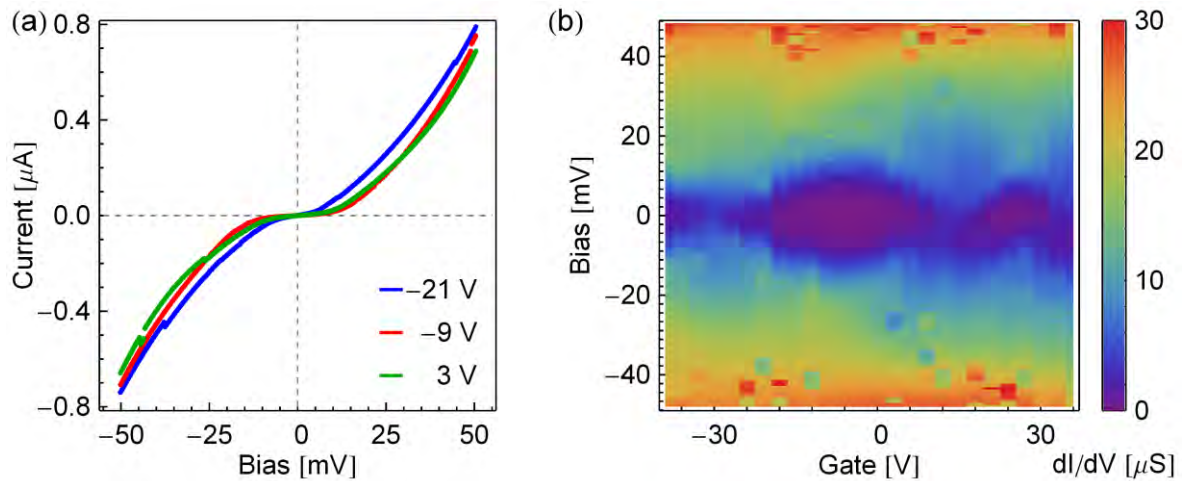 (a)
0.8
0.4
0.0
−0.4
−0.8
Current [μA]
−50
−25
0
25
50
Bias [mV]
−21 V
−9 V
3 V
(b)
40
20
0
−20
−40
Bias [mV]
−30
0
30
Gate [V]
30
20
10
0
dI/dV [μS]